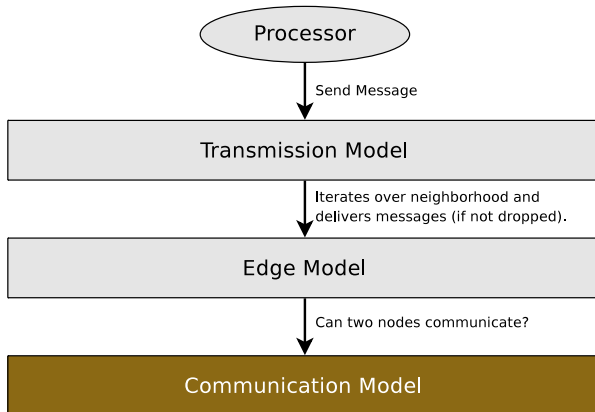 Processor
Send Message
Transmission Model
Iterates over neighborhood and
delivers messages (if not dropped).
Edge Model
Can two nodes communicate?
Communication Model